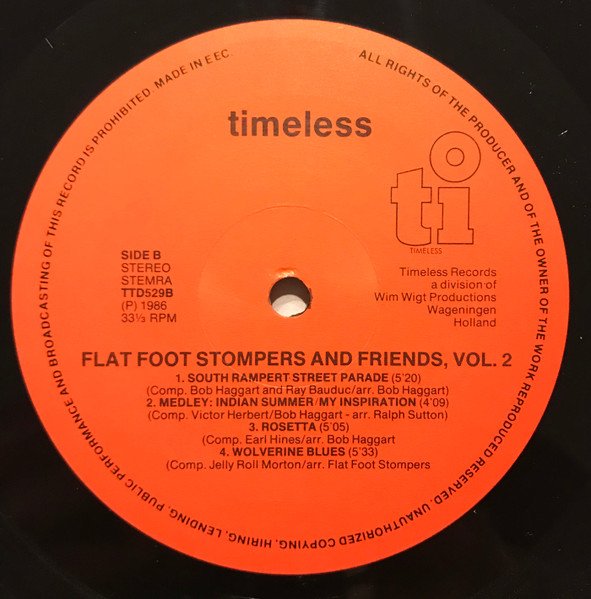 ALL RIGHTS OF THE PRODUCER AND OF THE OWNER OF THE WORK REPRODUCED RESERVED. UNAUTHORIZED COPYING, HIRING, LENDING, PUBLIC PERFORMANCE AND BROADCASTING OF THIS RECORD IS PROHIBITED. MADE IN EEC.
timeless
ti
TIMELESS
SIDE B
STEREO
STEMRA
TTD529B
(P) 1986
33⅓ RPM
Timeless Records
a division of
Wim Wigt Productions
Wageningen
Holland
FLAT FOOT STOMPERS AND FRIENDS, VOL. 2
1. SOUTH RAMPERT STREET PARADE (5'20)
(Comp. Bob Haggart and Ray Bauduc/arr. Bob Haggart)
2. MEDLEY: INDIAN SUMMER/MY INSPIRATION (4'09)
(Comp. Victor Herbert/Bob Haggart - arr. Ralph Sutton)
3. ROSETTA (5'05)
(Comp. Earl Hines/arr. Bob Haggart
4. WOLVERINE BLUES (5'33)
(Comp. Jelly Roll Morton/arr. Flat Foot Stompers